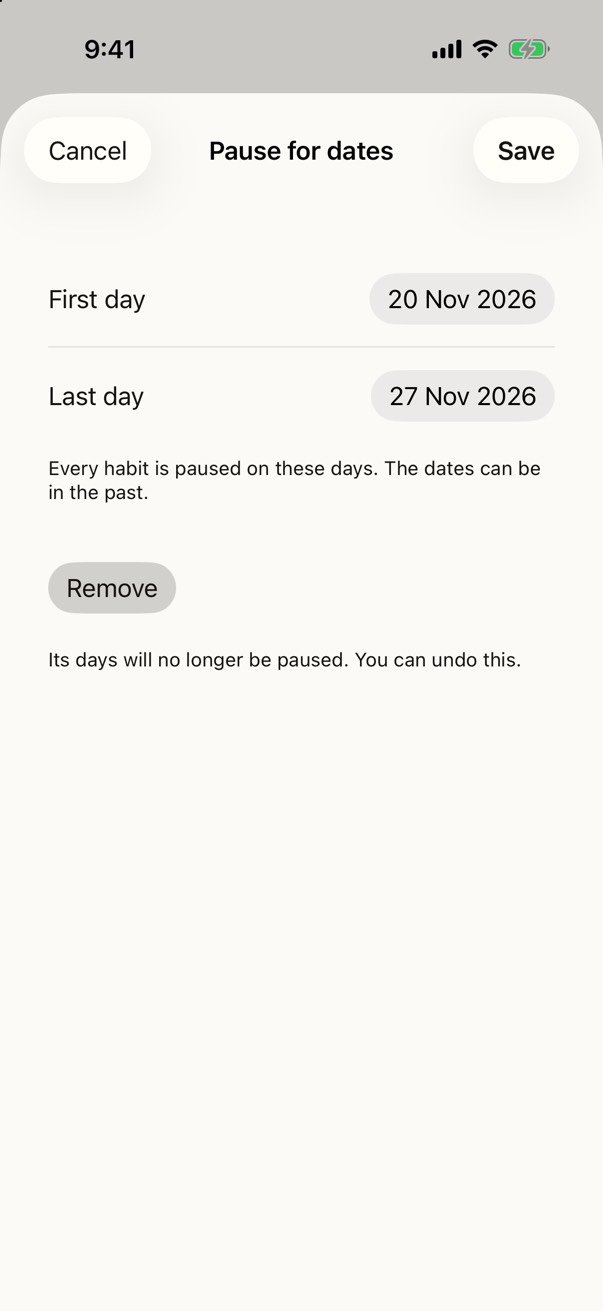 9:41
Cancel
Pause for dates
Save
First day
20 Nov 2026
Last day
27 Nov 2026
Every habit is paused on these days. The dates can be
in the past.
Remove
Its days will no longer be paused. You can undo this.